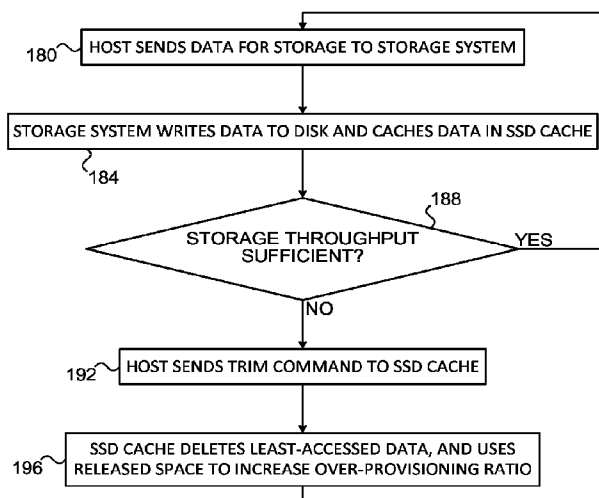 180
HOST SENDS DATA FOR STORAGE TO STORAGE SYSTEM
STORAGE SYSTEM WRITES DATA TO DISK AND CACHES DATA IN SSD CACHE
184
188
STORAGE THROUGHPUT
SUFFICIENT?
YES
NO
192
HOST SENDS TRIM COMMAND TO SSD CACHE
196
SSD CACHE DELETES LEAST-ACCESSED DATA, AND USES
RELEASED SPACE TO INCREASE OVER-PROVISIONING RATIO